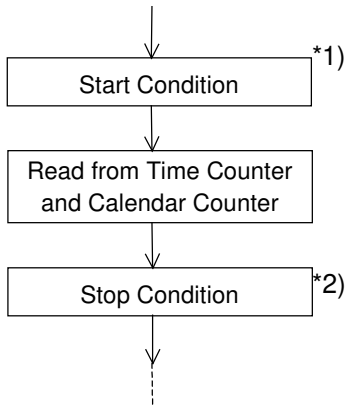 *1)
Start Condition
Read from Time Counter
and Calendar Counter
*2)
Stop Condition